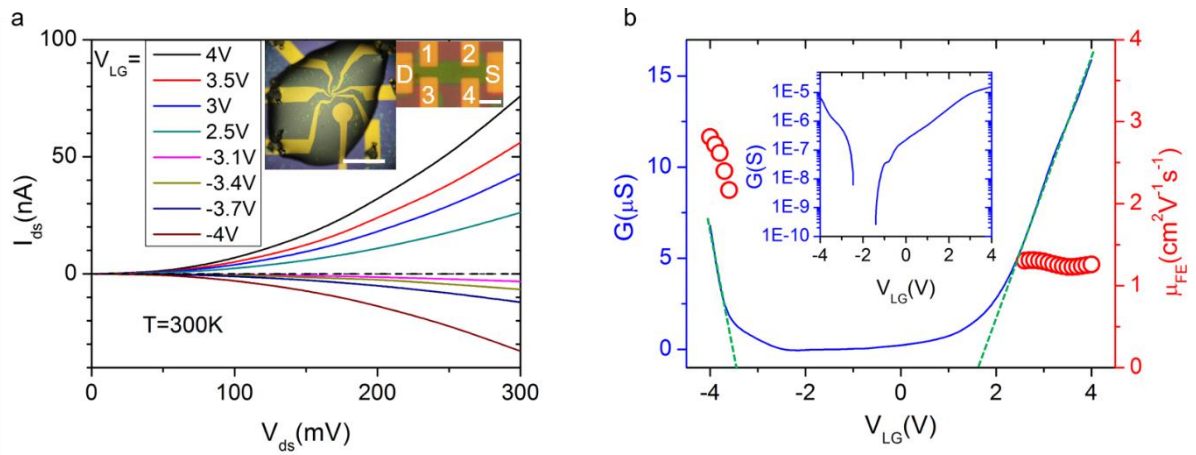 a
100
50
0
I_ds(nA)
V_LG=
4V
3.5V
3V
2.5V
-3.1V
-3.4V
-3.7V
-4V
D 1 2 S
3 4
T=300K
0 100 200 300
V_ds(mV)
b
15
10
5
0
G(μS)
1E-5
1E-6
1E-7
1E-8
1E-9
1E-10
G(S)
-4 -2 0 2 4
V_LG(V)
4
3
2
1
0
μ_FE(cm²V⁻¹s⁻¹)
-4 -2 0 2 4
V_LG(V)